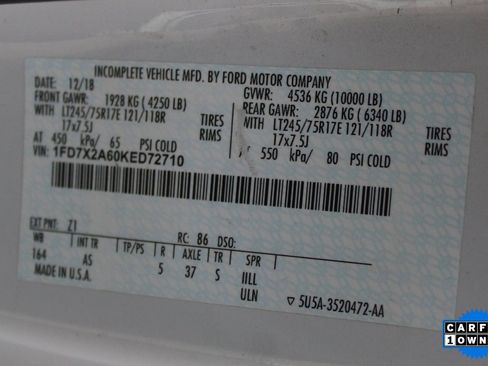 INCOMPLETE VEHICLE MFD. BY FORD MOTOR COMPANY
DATE: 12/18 GVWR: 4536 KG (10000 LB)
FRONT GAWR: 1928 KG (4250 LB) REAR GAWR: 2876 KG (6340 LB)
WITH LT245/75R17E 121/118R TIRES WITH LT245/75R17E 121/118R TIRES
17x7.5J RIMS 17x7.5J RIMS
AT 450 kPa/ 65 PSI COLD AT 550 kPa/ 80 PSI COLD
VIN: 1FD7X2A60KED72710
EXT PNT: Z1 RC: 86 DSO:
WB INT TR TP/PS R AXLE TR SPR
164 AS 5 37 S IILL
MADE IN U.S.A. ULN ▽ 5U5A-3520472-AA
CARF
1 OWN